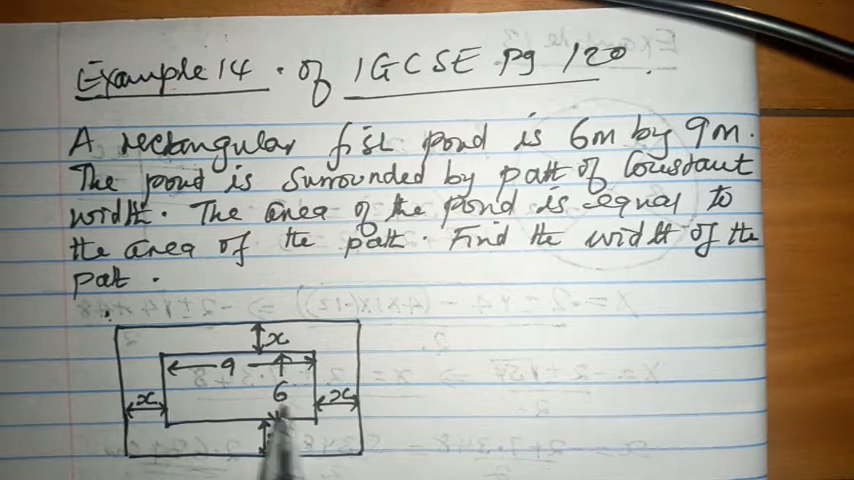 Example 14 . of IGCSE Pg 120.
A rectangular fish pond is 6m by 9m.
The pond is surrounded by path of Constant
width. The area of the pond is equal to
the area of the path. Find the width of the
path.
x
9
6
x
x